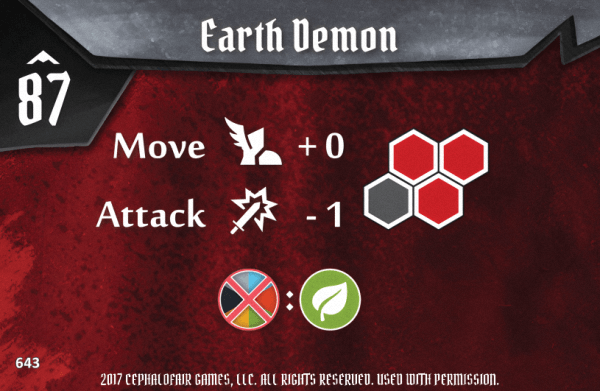 Earth Demon
87
Move + 0
Attack - 1
:
643
2017 CEPHALOFAIR GAMES, LLC. ALL RIGHTS RESERVED. USED WITH PERMISSION.